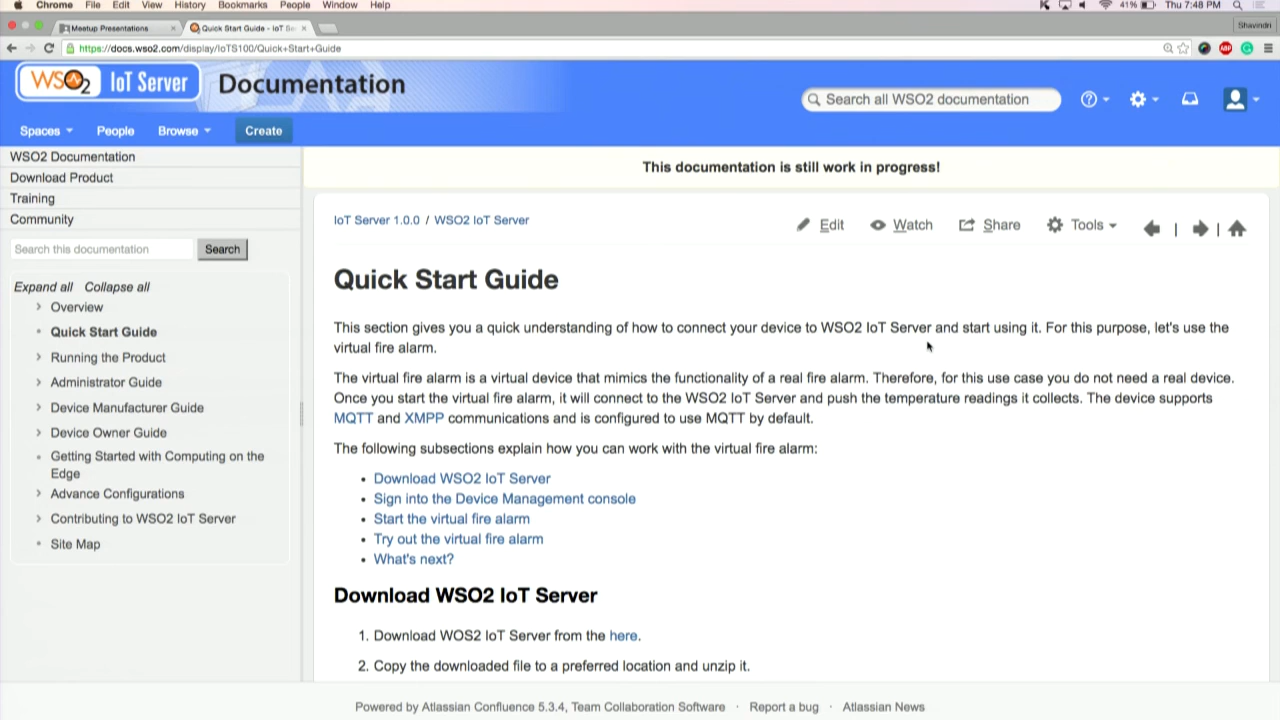 Chrome File Edit View History Bookmarks People Window Help 41% Thu 7:48 PM
Meetup Presentations × Quick Start Guide - IoT Se × Shavindri
https://docs.wso2.com/display/IoTS100/Quick+Start+Guide ABP
WSO2 IoT Server Documentation
Search all WSO2 documentation
Spaces People Browse Create
WSO2 Documentation
Download Product
Training
Community
Search this documentation Search
Expand all Collapse all
Overview
Quick Start Guide
Running the Product
Administrator Guide
Device Manufacturer Guide
Device Owner Guide
Getting Started with Computing on the
Edge
Advance Configurations
Contributing to WSO2 IoT Server
Site Map
This documentation is still work in progress!
IoT Server 1.0.0 / WSO2 IoT Server
Edit Watch Share Tools | |
Quick Start Guide
This section gives you a quick understanding of how to connect your device to WSO2 IoT Server and start using it. For this purpose, let's use the
virtual fire alarm.
The virtual fire alarm is a virtual device that mimics the functionality of a real fire alarm. Therefore, for this use case you do not need a real device.
Once you start the virtual fire alarm, it will connect to the WSO2 IoT Server and push the temperature readings it collects. The device supports
MQTT and XMPP communications and is configured to use MQTT by default.
The following subsections explain how you can work with the virtual fire alarm:
• Download WSO2 IoT Server
• Sign into the Device Management console
• Start the virtual fire alarm
• Try out the virtual fire alarm
• What's next?
Download WSO2 IoT Server
1. Download WOS2 IoT Server from the here.
2. Copy the downloaded file to a preferred location and unzip it.
Powered by Atlassian Confluence 5.3.4, Team Collaboration Software · Report a bug · Atlassian News